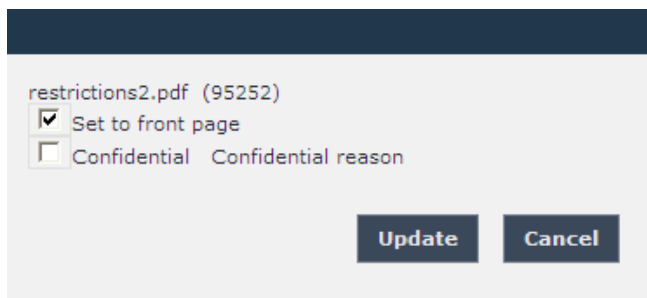 restrictions2.pdf (95252)
Set to front page
Confidential Confidential reason
Update Cancel